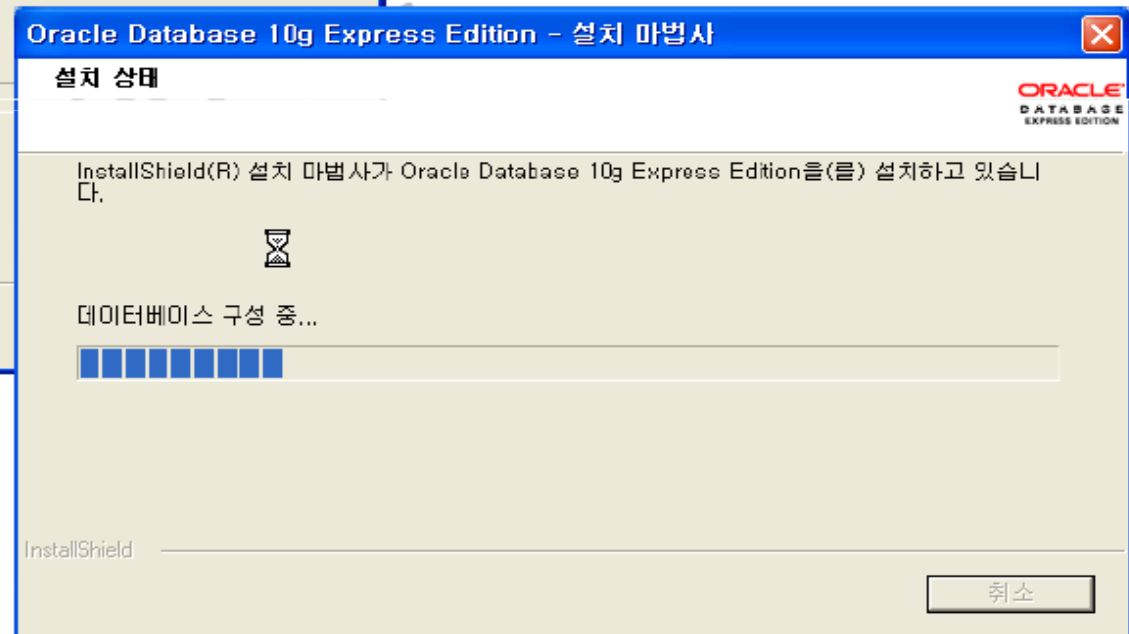 Oracle Database 10g Express Edition - 설치 마법사
설치 상태
ORACLE
DATABASE
EXPRESS EDITION
InstallShield(R) 설치 마법사가 Oracle Database 10g Express Edition을(를) 설치하고 있습니
다.
데이터베이스 구성 중...
InstallShield
취소